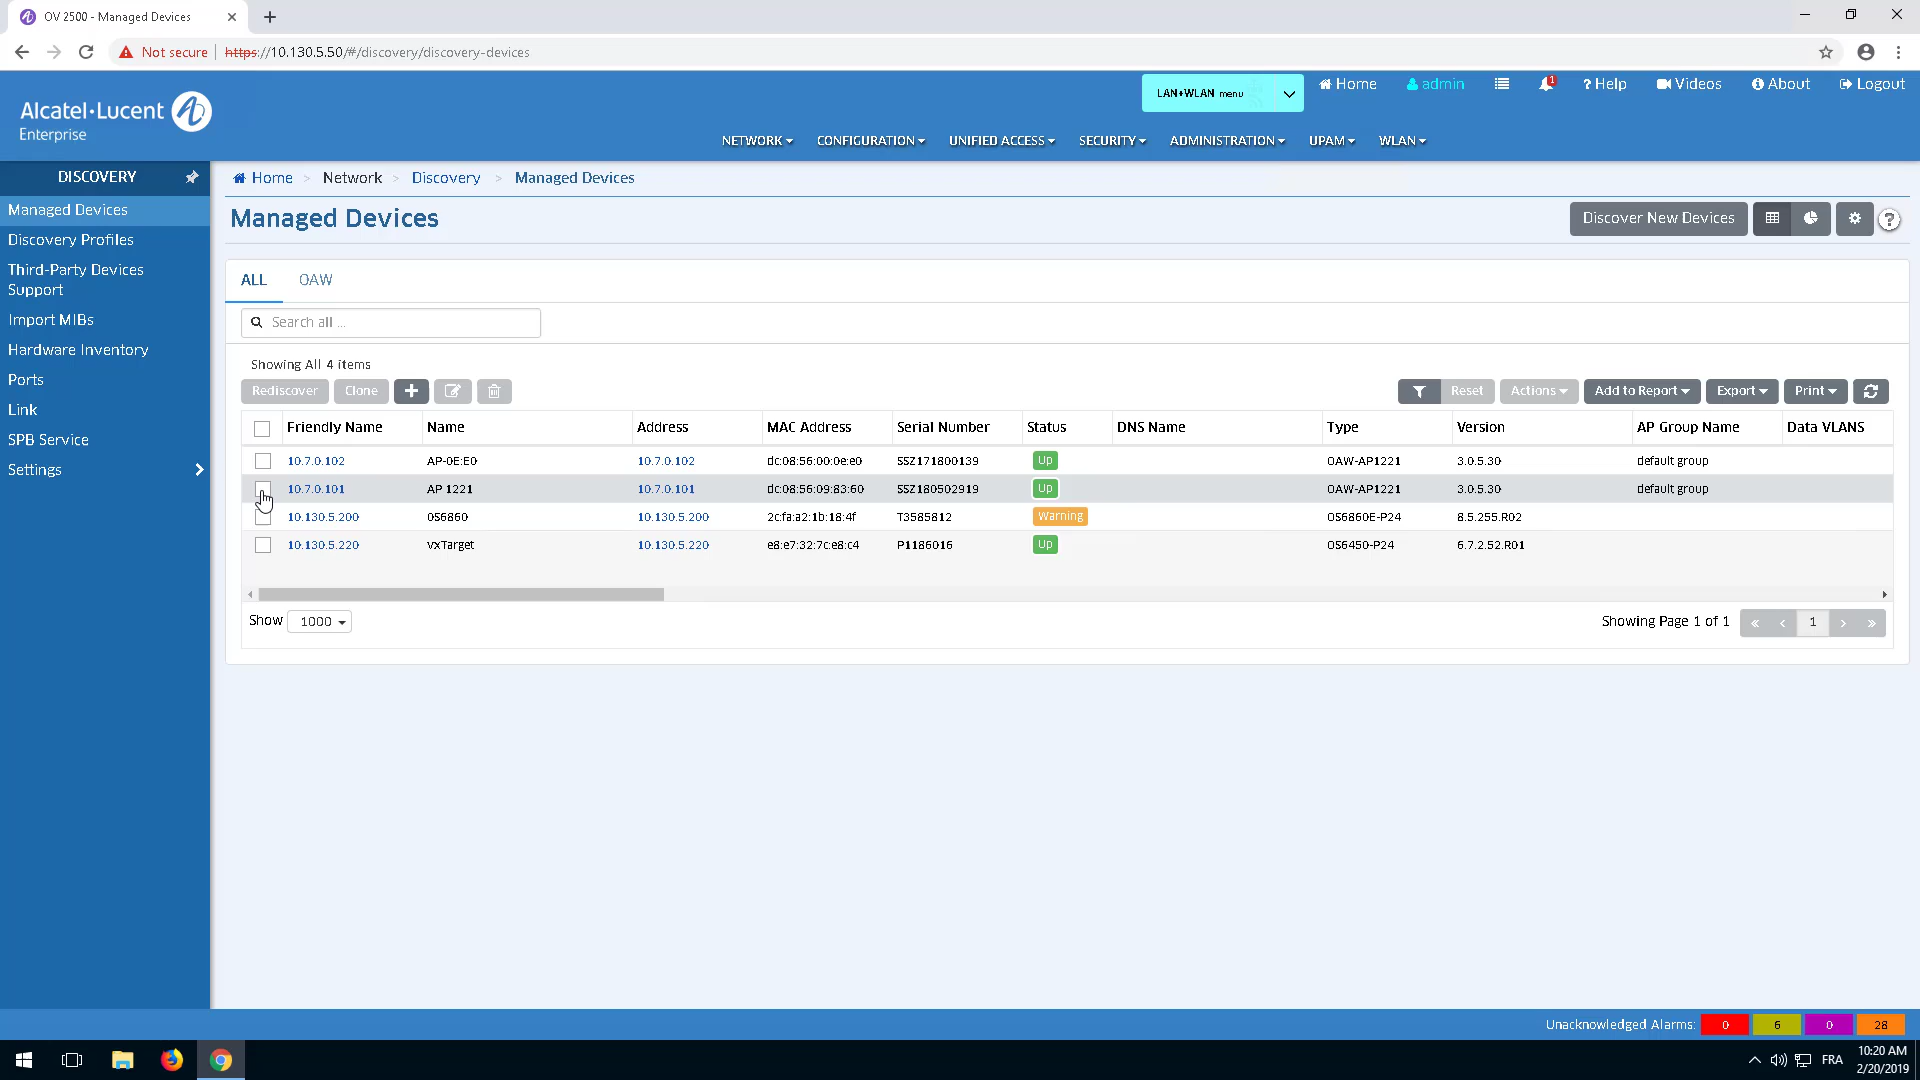 OV 2500 - Managed Devices
Not secure | https://10.130.5.50/#/discovery/discovery-devices
Alcatel·Lucent
Enterprise
LAN+WLAN menu
Home
admin
1
? Help
Videos
About
Logout
NETWORK
CONFIGURATION
UNIFIED ACCESS
SECURITY
ADMINISTRATION
UPAM
WLAN
DISCOVERY
Managed Devices
Discovery Profiles
Third-Party Devices
Support
Import MIBs
Hardware Inventory
Ports
Link
SPB Service
Settings
Home > Network > Discovery > Managed Devices
Managed Devices
Discover New Devices
?
ALL OAW
Search all ...
Showing All 4 items
Rediscover Clone + Reset Actions Add to Report Export Print
Friendly Name Name Address MAC Address Serial Number Status DNS Name Type Version AP Group Name Data VLANS
10.7.0.102 AP-0E:E0 10.7.0.102 dc:08:56:00:0e:e0 SSZ171800139 Up OAW-AP1221 3.0.5.30 default group
10.7.0.101 AP 1221 10.7.0.101 dc:08:56:09:83:60 SSZ180502919 Up OAW-AP1221 3.0.5.30 default group
10.130.5.200 OS6860 10.130.5.200 2c:fa:a2:1b:18:4f T3585812 Warning OS6860E-P24 8.5.255.R02
10.130.5.220 vxTarget 10.130.5.220 e8:e7:32:7c:e8:c4 P1186016 Up OS6450-P24 6.7.2.52.R01
Show 1000
Showing Page 1 of 1 « ‹ 1 › »
Unacknowledged Alarms: 0 6 0 28
FRA
10:20 AM
2/20/2019